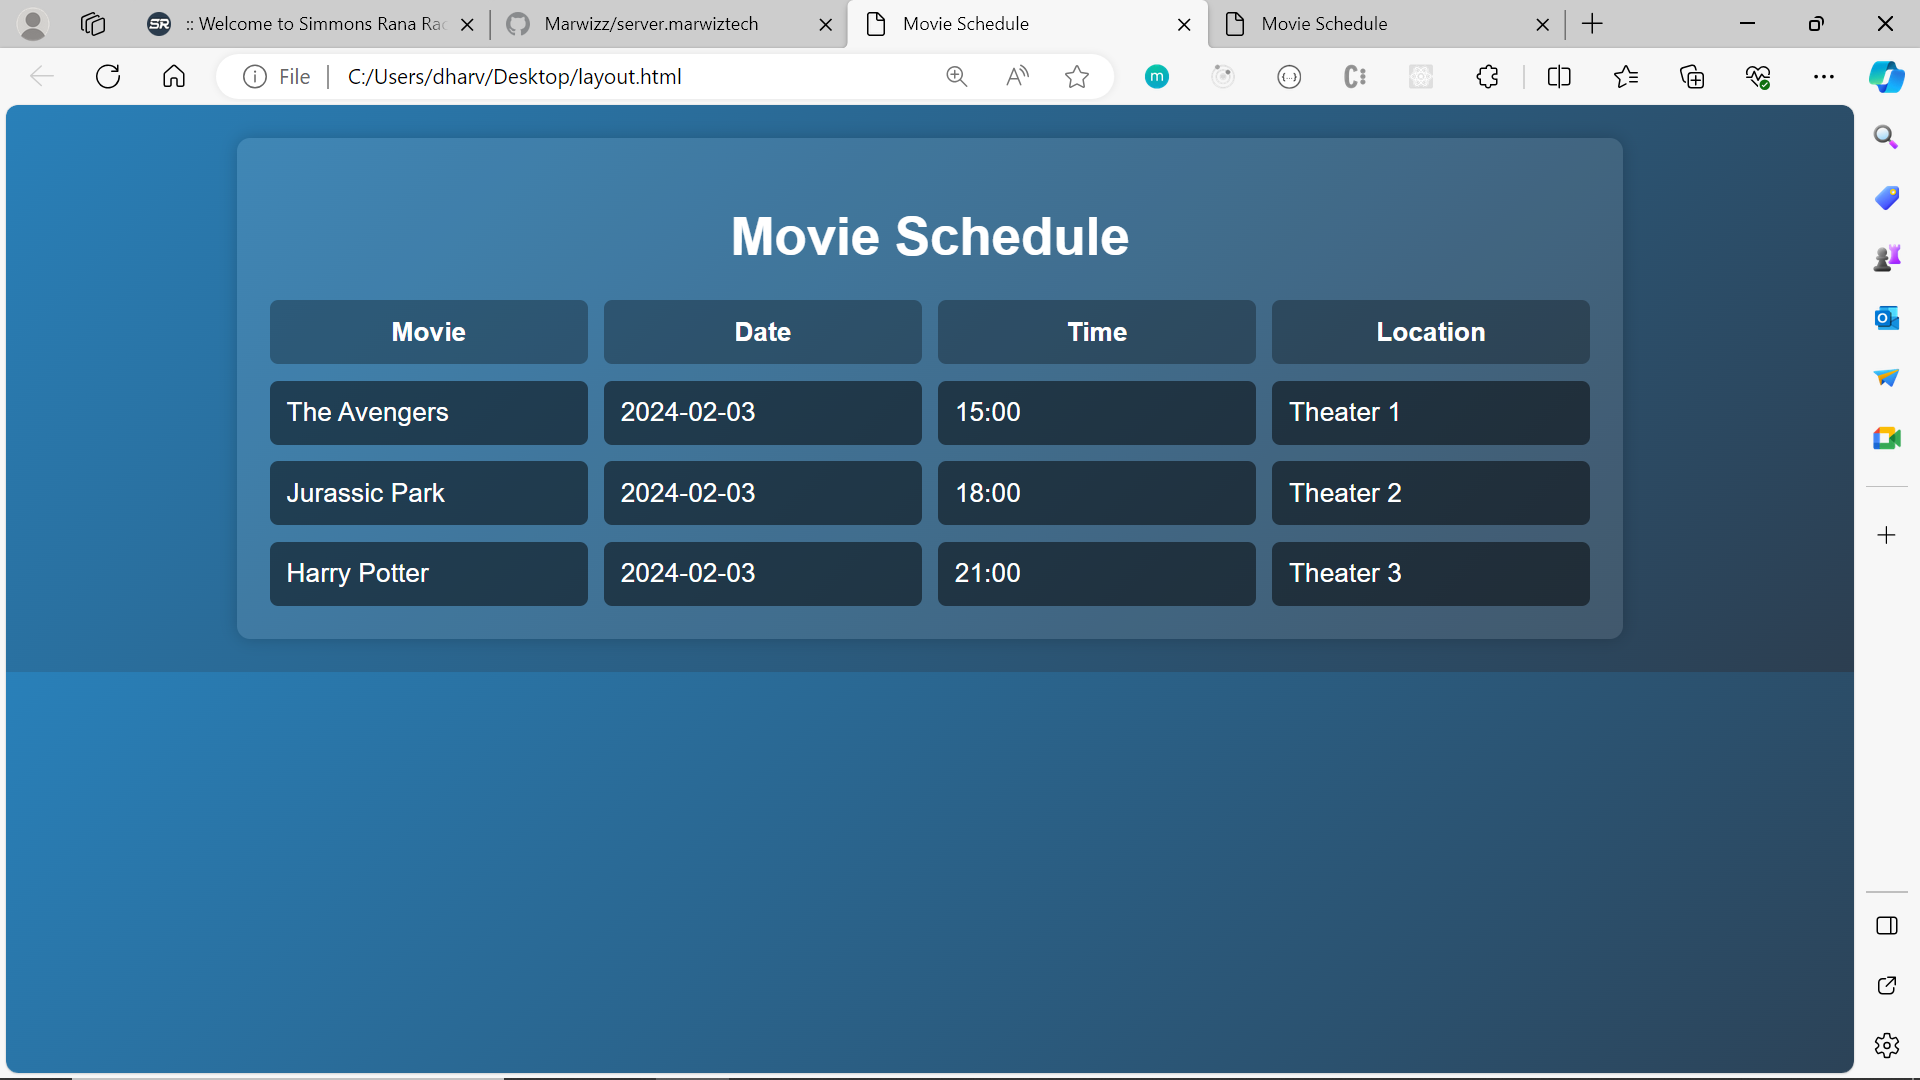 :: Welcome to Simmons Rana Rac
Marwizz/server.marwiztech
Movie Schedule
Movie Schedule
File
C:/Users/dharv/Desktop/layout.html
Movie Schedule
Movie Date Time Location
The Avengers 2024-02-03 15:00 Theater 1
Jurassic Park 2024-02-03 18:00 Theater 2
Harry Potter 2024-02-03 21:00 Theater 3